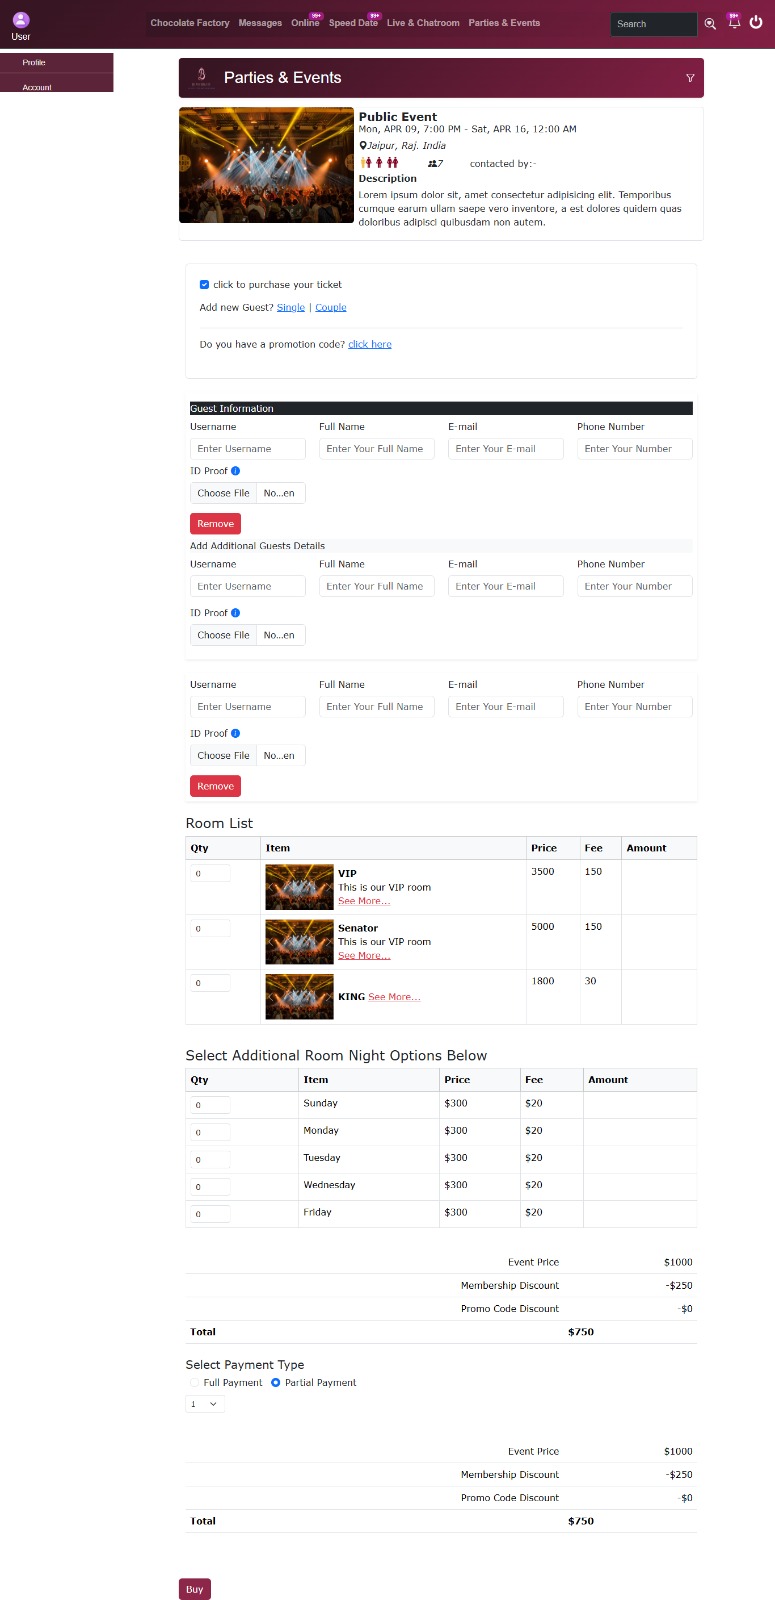 User
Chocolate Factory Messages Online 99+ Speed Date 99+ Live & Chatroom Parties & Events
Search
99+
Profile
Account
Parties & Events
Public Event
Mon, APR 09, 7:00 PM - Sat, APR 16, 12:00 AM
Jaipur, Raj. India
7 contacted by:-
Description
Lorem ipsum dolor sit, amet consectetur adipisicing elit. Temporibus
cumque earum ullam saepe vero inventore, a est dolores quidem quas
doloribus adipisci quibusdam non autem.
click to purchase your ticket
Add new Guest? Single | Couple
Do you have a promotion code? click here
Guest Information
Username Full Name E-mail Phone Number
Enter Username Enter Your Full Name Enter Your E-mail Enter Your Number
ID Proof i
Choose File No...en
Remove
Add Additional Guests Details
Username Full Name E-mail Phone Number
Enter Username Enter Your Full Name Enter Your E-mail Enter Your Number
ID Proof i
Choose File No...en
Username Full Name E-mail Phone Number
Enter Username Enter Your Full Name Enter Your E-mail Enter Your Number
ID Proof i
Choose File No...en
Remove
Room List
Qty Item Price Fee Amount
0 VIP 3500 150
This is our VIP room
See More...
0 Senator 5000 150
This is our VIP room
See More...
0 KING See More... 1800 30
Select Additional Room Night Options Below
Qty Item Price Fee Amount
0 Sunday $300 $20
0 Monday $300 $20
0 Tuesday $300 $20
0 Wednesday $300 $20
0 Friday $300 $20
Event Price $1000
Membership Discount -$250
Promo Code Discount -$0
Total $750
Select Payment Type
Full Payment Partial Payment
1
Event Price $1000
Membership Discount -$250
Promo Code Discount -$0
Total $750
Buy